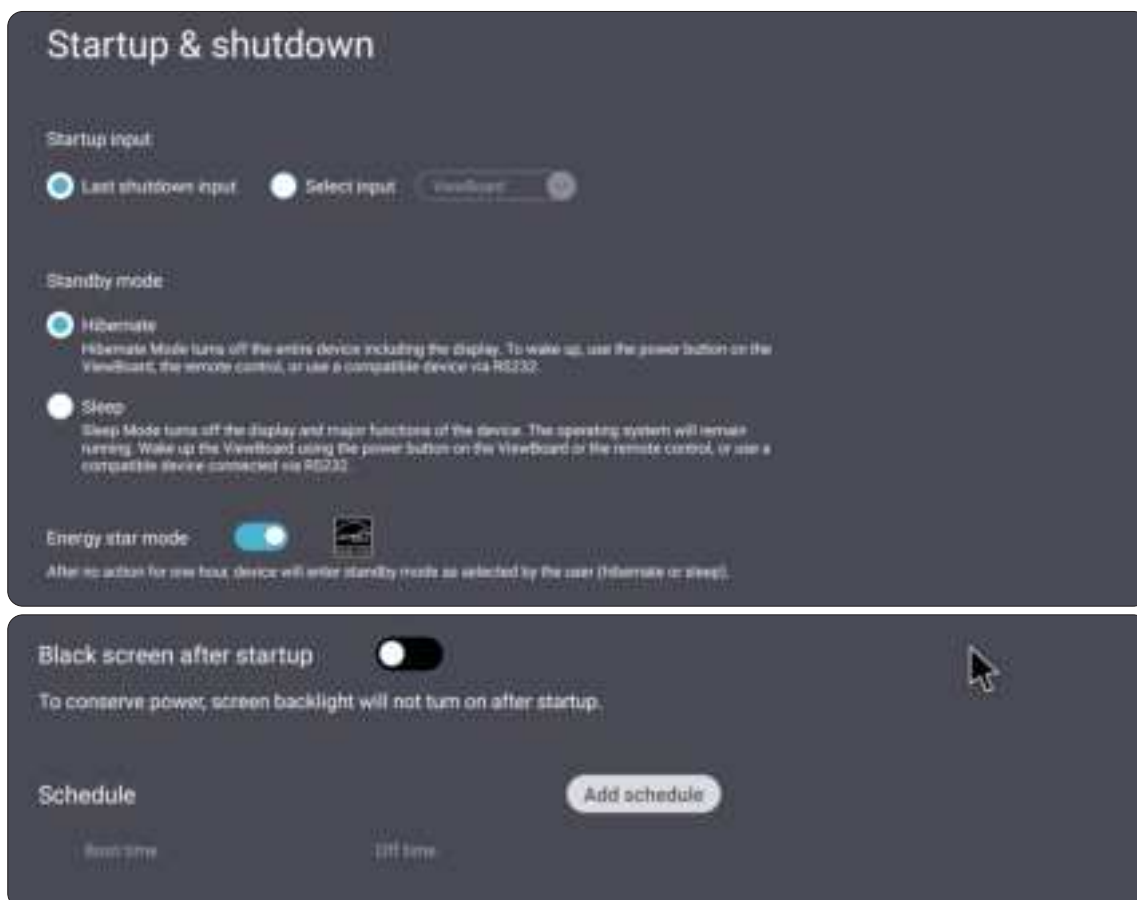 Startup & shutdown
Startup input
Last shutdown input
Select input
ViewBoard
Standby mode
Hibernate
Hibernate Mode turns off the entire device including the display. To wake up, use the power button on the
ViewBoard, the remote control, or use a compatible device via RS232.
Sleep
Sleep Mode turns off the display and major functions of the device. The operating system will remain
running. Wake up the ViewBoard using the power button on the ViewBoard or the remote control, or use a
compatible device connected via RS232.
Energy star mode
After no action for one hour, device will enter standby mode as selected by the user (hibernate or sleep).
Black screen after startup
To conserve power, screen backlight will not turn on after startup.
Schedule
Add schedule
Boot time
Off time